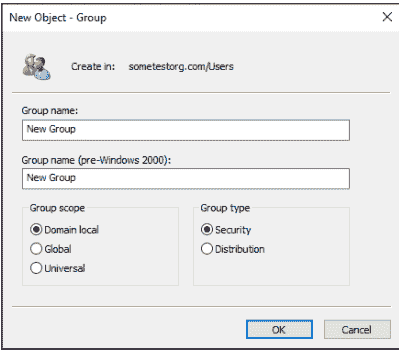 New Object - Group
Create in: sometestorg.com/Users
Group name:
New Group
Group name (pre-Windows 2000):
New Group
Group scope
Domain local
Global
Universal
Group type
Security
Distribution
OK Cancel